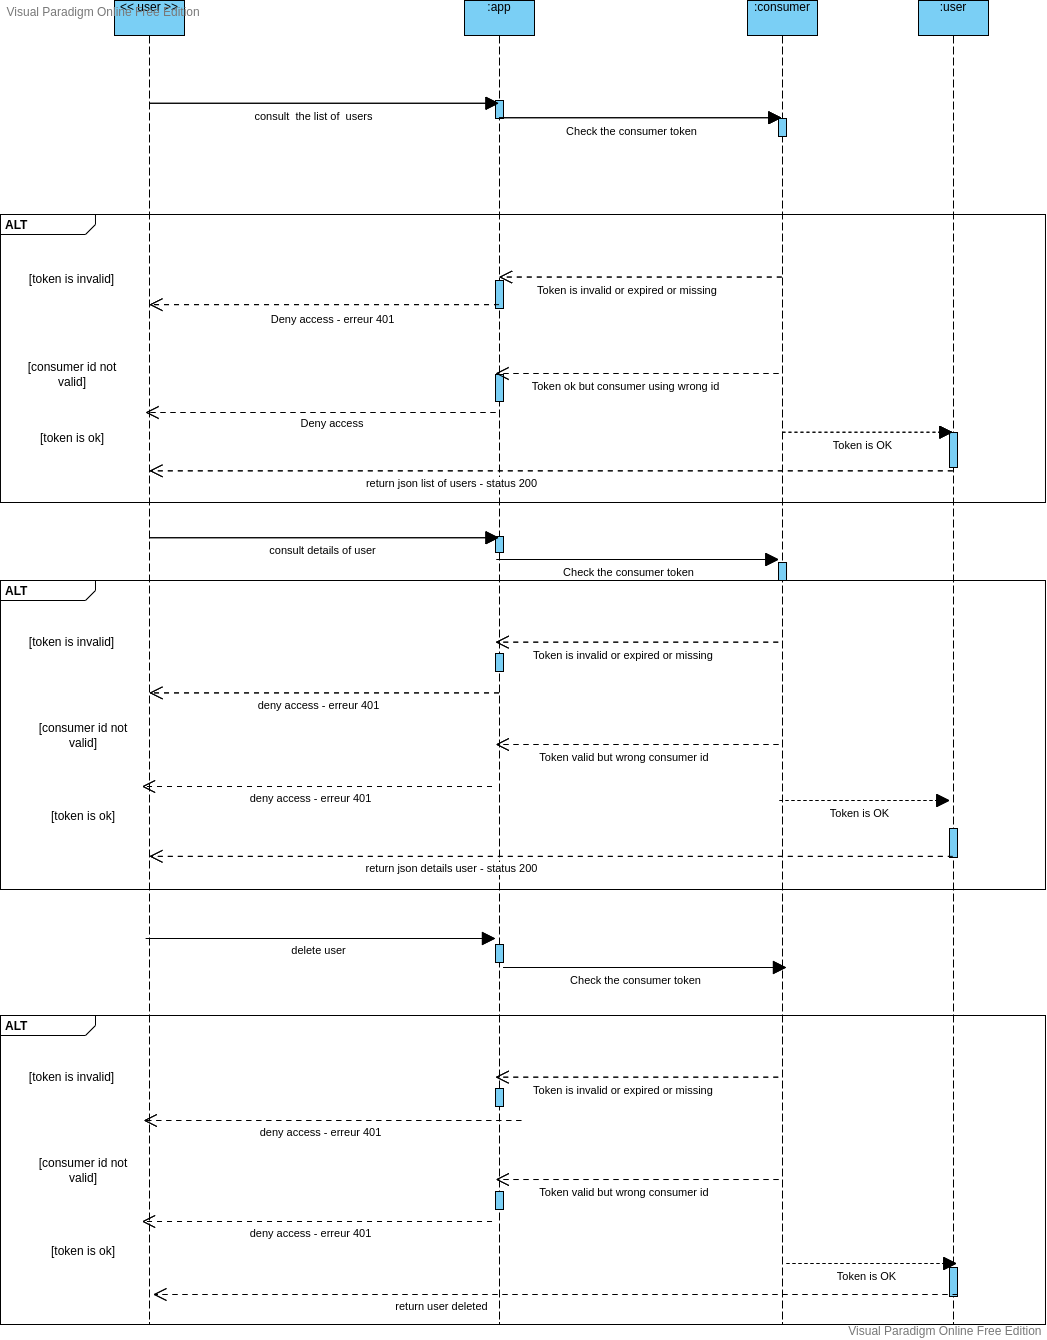 Visual Paradigm Online Free Edition
<< user >>
:app
:consumer
:user
consult the list of users
Check the consumer token
ALT
[token is invalid]
Token is invalid or expired or missing
Deny access - erreur 401
[consumer id not
valid]
Token ok but consumer using wrong id
Deny access
[token is ok]
Token is OK
return json list of users - status 200
consult details of user
Check the consumer token
ALT
[token is invalid]
Token is invalid or expired or missing
deny access - erreur 401
[consumer id not
valid]
Token valid but wrong consumer id
deny access - erreur 401
[token is ok]
Token is OK
return json details user - status 200
delete user
Check the consumer token
ALT
[token is invalid]
Token is invalid or expired or missing
deny access - erreur 401
[consumer id not
valid]
Token valid but wrong consumer id
deny access - erreur 401
[token is ok]
Token is OK
return user deleted
Visual Paradigm Online Free Edition